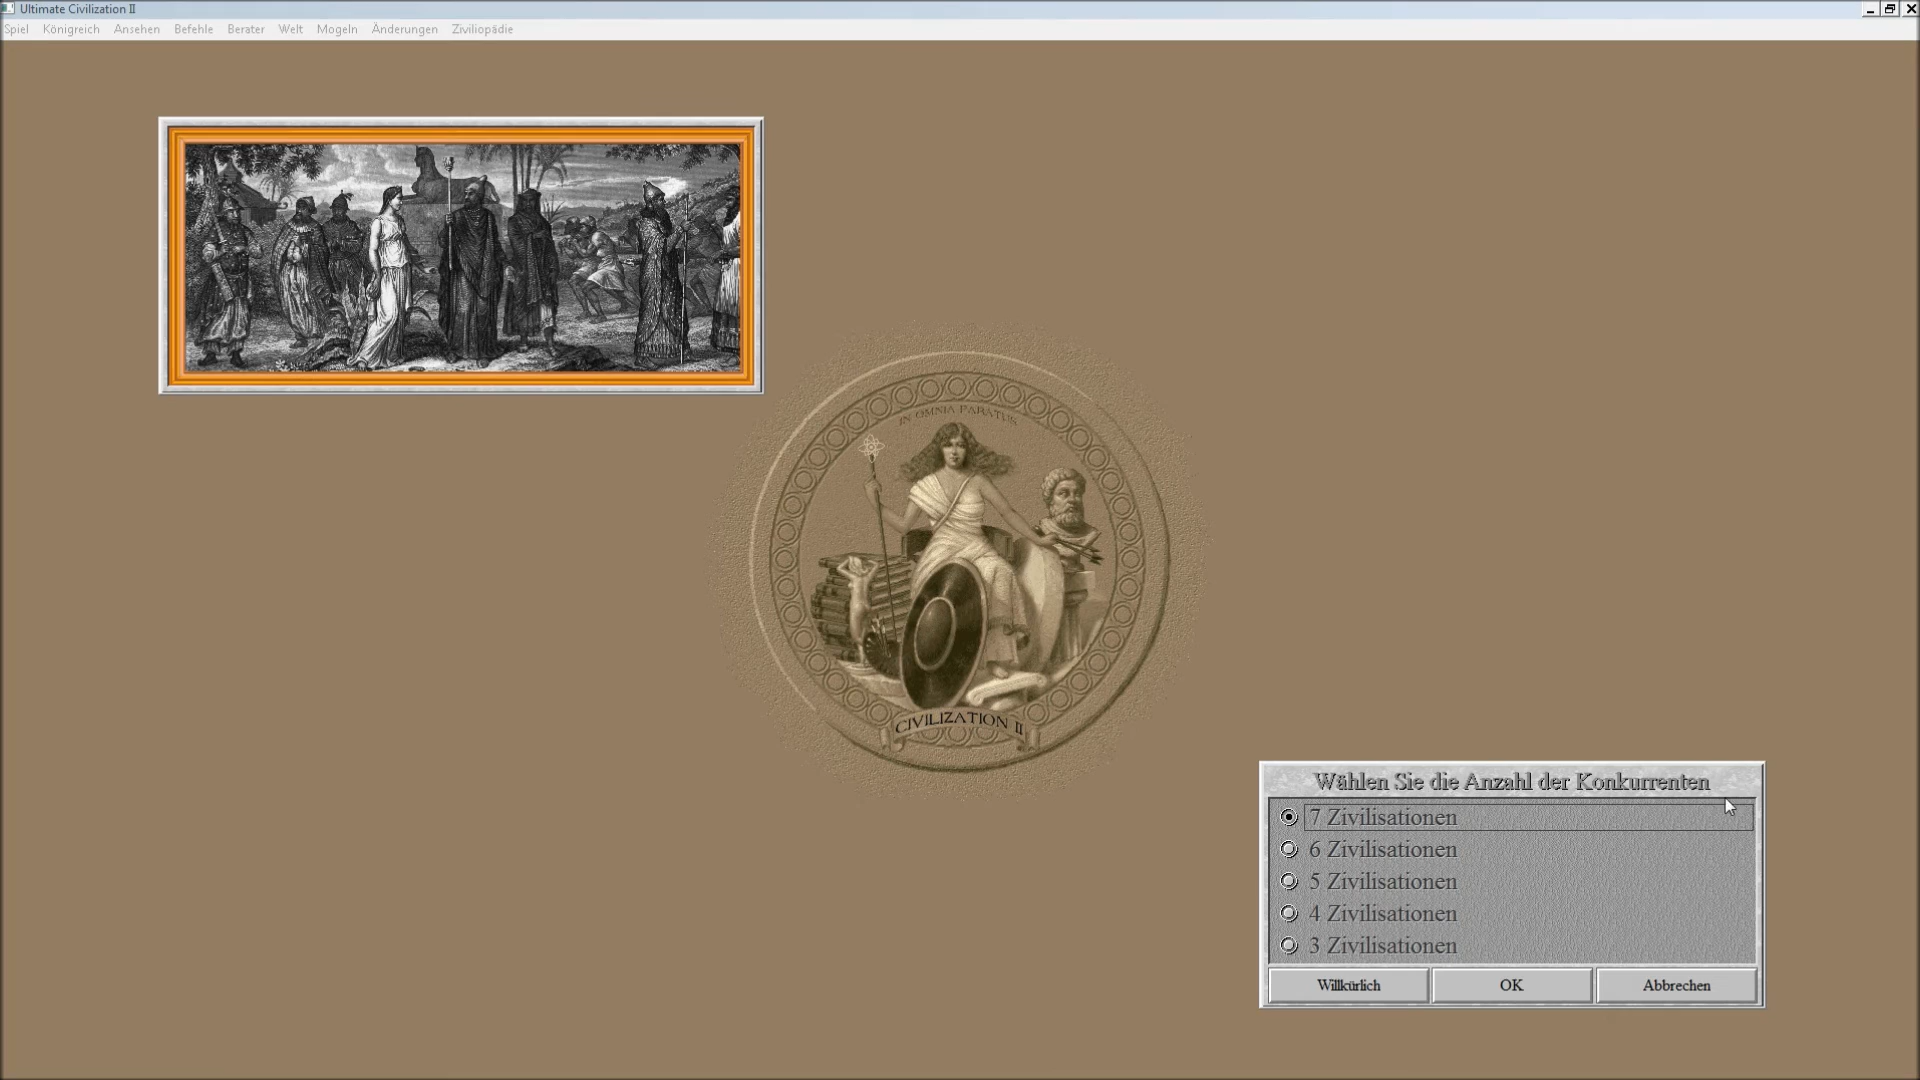 Ultimate Civilization II
Spiel Königreich Ansehen Befehle Berater Welt Mogeln Änderungen Ziviliopädie
IN OMNIA PARATUS
CIVILIZATION II
Wählen Sie die Anzahl der Konkurrenten
7 Zivilisationen
6 Zivilisationen
5 Zivilisationen
4 Zivilisationen
3 Zivilisationen
Willkürlich OK Abbrechen